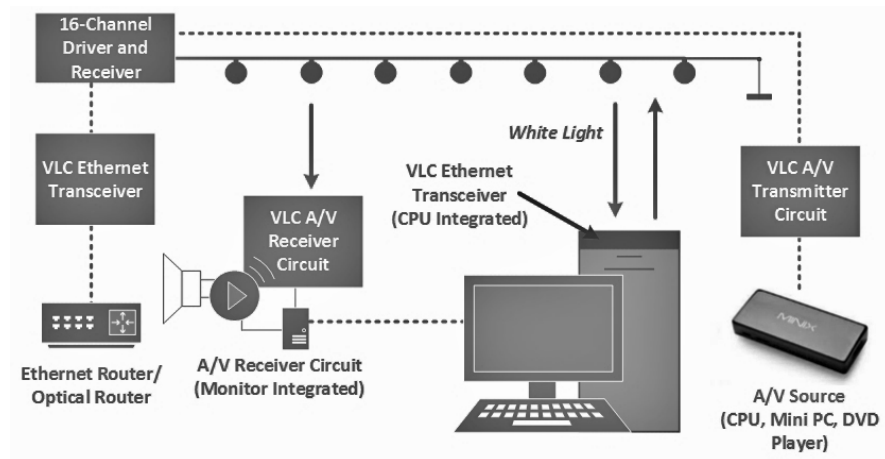 16-Channel
Driver and
Receiver
White Light
VLC Ethernet
Transceiver
VLC Ethernet
Transceiver
(CPU Integrated)
VLC A/V
Transmitter
Circuit
VLC A/V
Receiver
Circuit
MINIX
Ethernet Router/
Optical Router
A/V Receiver Circuit
(Monitor Integrated)
A/V Source
(CPU, Mini PC, DVD
Player)